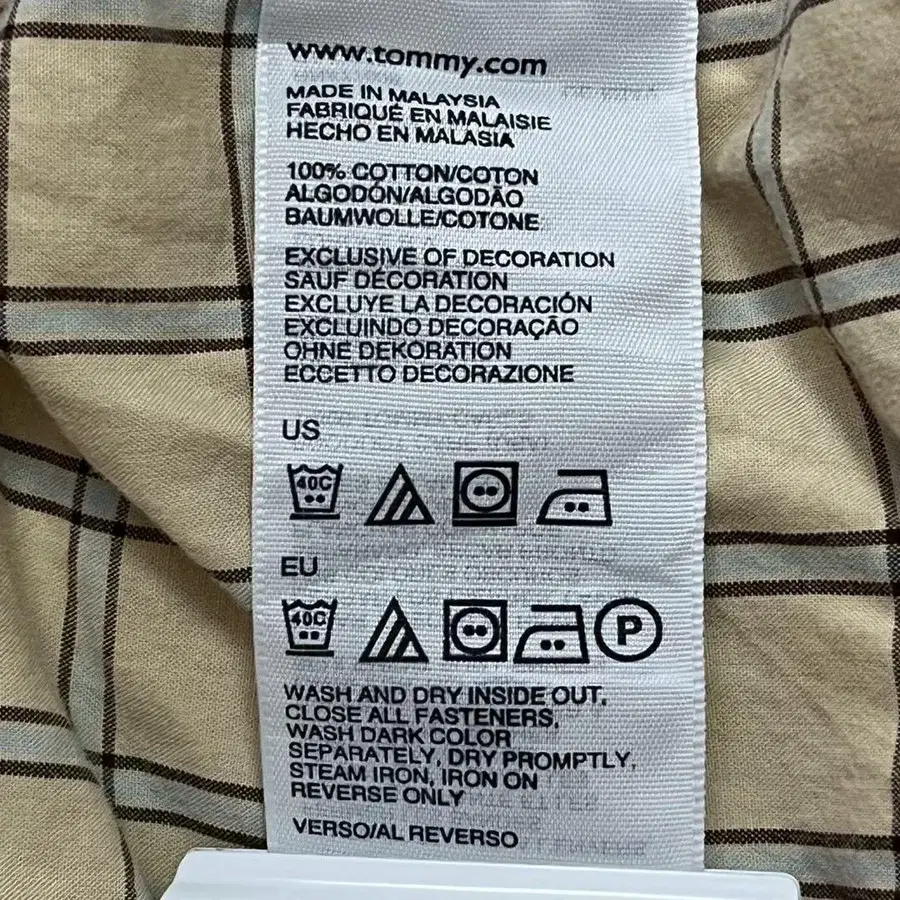 www.tommy.com
MADE IN MALAYSIA
FABRIQUÉ EN MALAISIE
HECHO EN MALASIA
100% COTTON/COTON
ALGODÓN/ALGODÃO
BAUMWOLLE/COTONE
EXCLUSIVE OF DECORATION
SAUF DÉCORATION
EXCLUYE LA DECORACIÓN
EXCLUINDO DECORAÇÃO
OHNE DEKORATION
ECCETTO DECORAZIONE
US
40C
EU
40C P
WASH AND DRY INSIDE OUT,
CLOSE ALL FASTENERS,
WASH DARK COLOR
SEPARATELY, DRY PROMPTLY,
STEAM IRON, IRON ON
REVERSE ONLY
VERSO/AL REVERSO